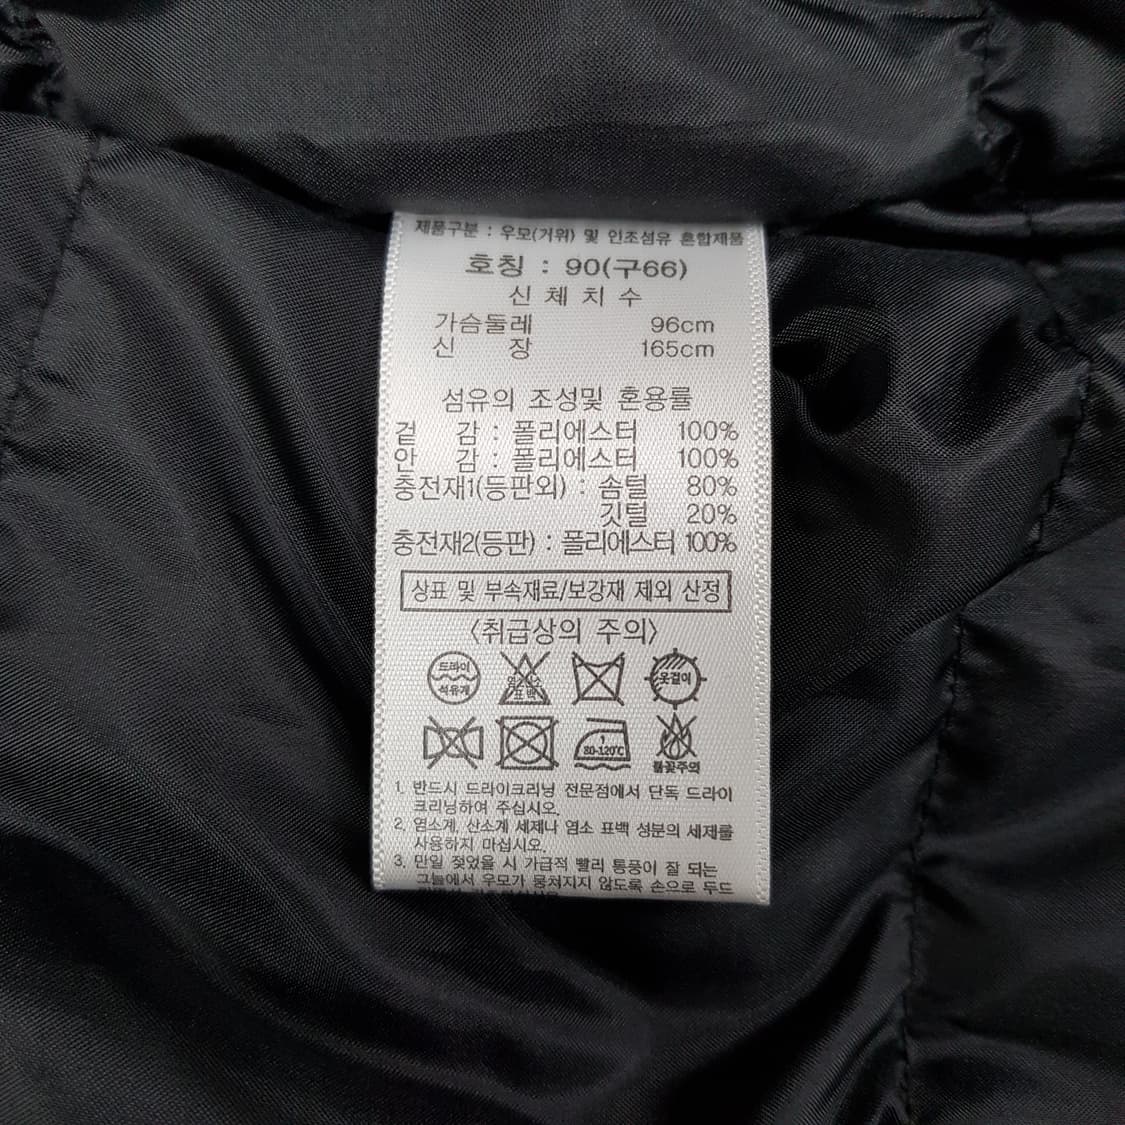 제품구분 : 우모(거위) 및 인조섬유 혼합제품
호칭 : 90(구66)
신 체 치 수
가슴둘레 96cm
신 장 165cm
섬유의 조성및 혼용률
겉 감 : 폴리에스터 100%
안 감 : 폴리에스터 100%
충전재1(등판외) : 솜털 80%
깃털 20%
충전재2(등판) : 폴리에스터 100%
상표 및 부속재료/보강재 제외 산정
<취급상의 주의>
드라이
석유계
염소산소
표백
옷걸이
1
80-120℃
불꽃주의
1. 반드시 드라이크리닝 전문점에서 단독 드라이
크리닝하여 주십시오.
2. 염소계, 산소계 세제나 염소 표백 성분의 세제를
사용하지 마십시오.
3. 만일 젖었을 시 가급적 빨리 통풍이 잘 되는
그늘에서 우모가 뭉쳐지지 않도록 손으로 두드